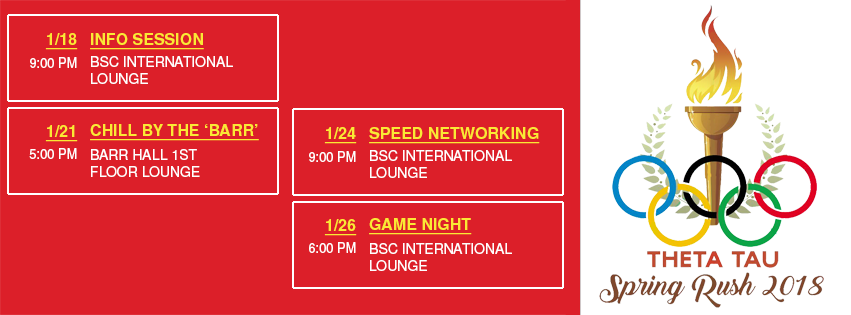 1/18 INFO SESSION
9:00 PM BSC INTERNATIONAL
LOUNGE
1/21 CHILL BY THE ‘BARR’
5:00 PM BARR HALL 1ST
FLOOR LOUNGE
1/24 SPEED NETWORKING
9:00 PM BSC INTERNATIONAL
LOUNGE
1/26 GAME NIGHT
6:00 PM BSC INTERNATIONAL
LOUNGE
THETA TAU
Spring Rush 2018